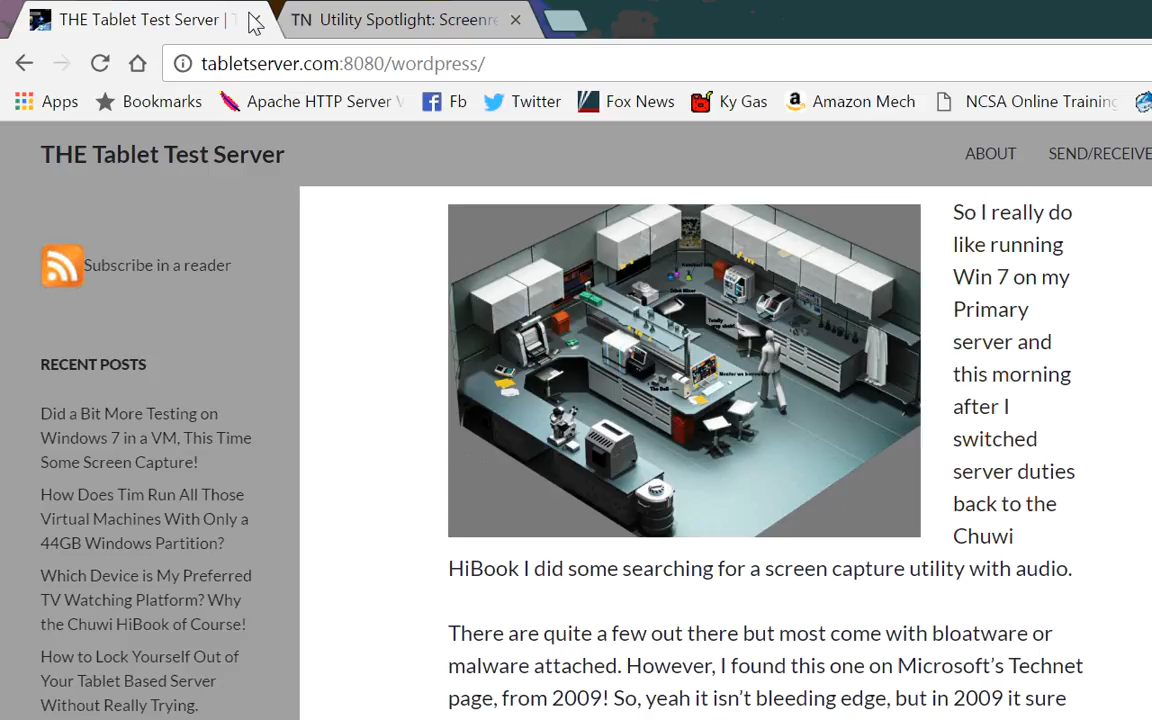 THE Tablet Test Server |
TN Utility Spotlight: Screenre
tabletserver.com:8080/wordpress/
Apps Bookmarks Apache HTTP Server V Fb Twitter Fox News Ky Gas Amazon Mech NCSA Online Training
THE Tablet Test Server
ABOUT SEND/RECEIVE
Subscribe in a reader
RECENT POSTS
Did a Bit More Testing on
Windows 7 in a VM, This Time
Some Screen Capture!
How Does Tim Run All Those
Virtual Machines With Only a
44GB Windows Partition?
Which Device is My Preferred
TV Watching Platform? Why
the Chuwi HiBook of Course!
How to Lock Yourself Out of
Your Tablet Based Server
Without Really Trying.
So I really do
like running
Win 7 on my
Primary
server and
this morning
after I
switched
server duties
back to the
Chuwi
HiBook I did some searching for a screen capture utility with audio.
There are quite a few out there but most come with bloatware or
malware attached. However, I found this one on Microsoft’s Technet
page, from 2009! So, yeah it isn’t bleeding edge, but in 2009 it sure